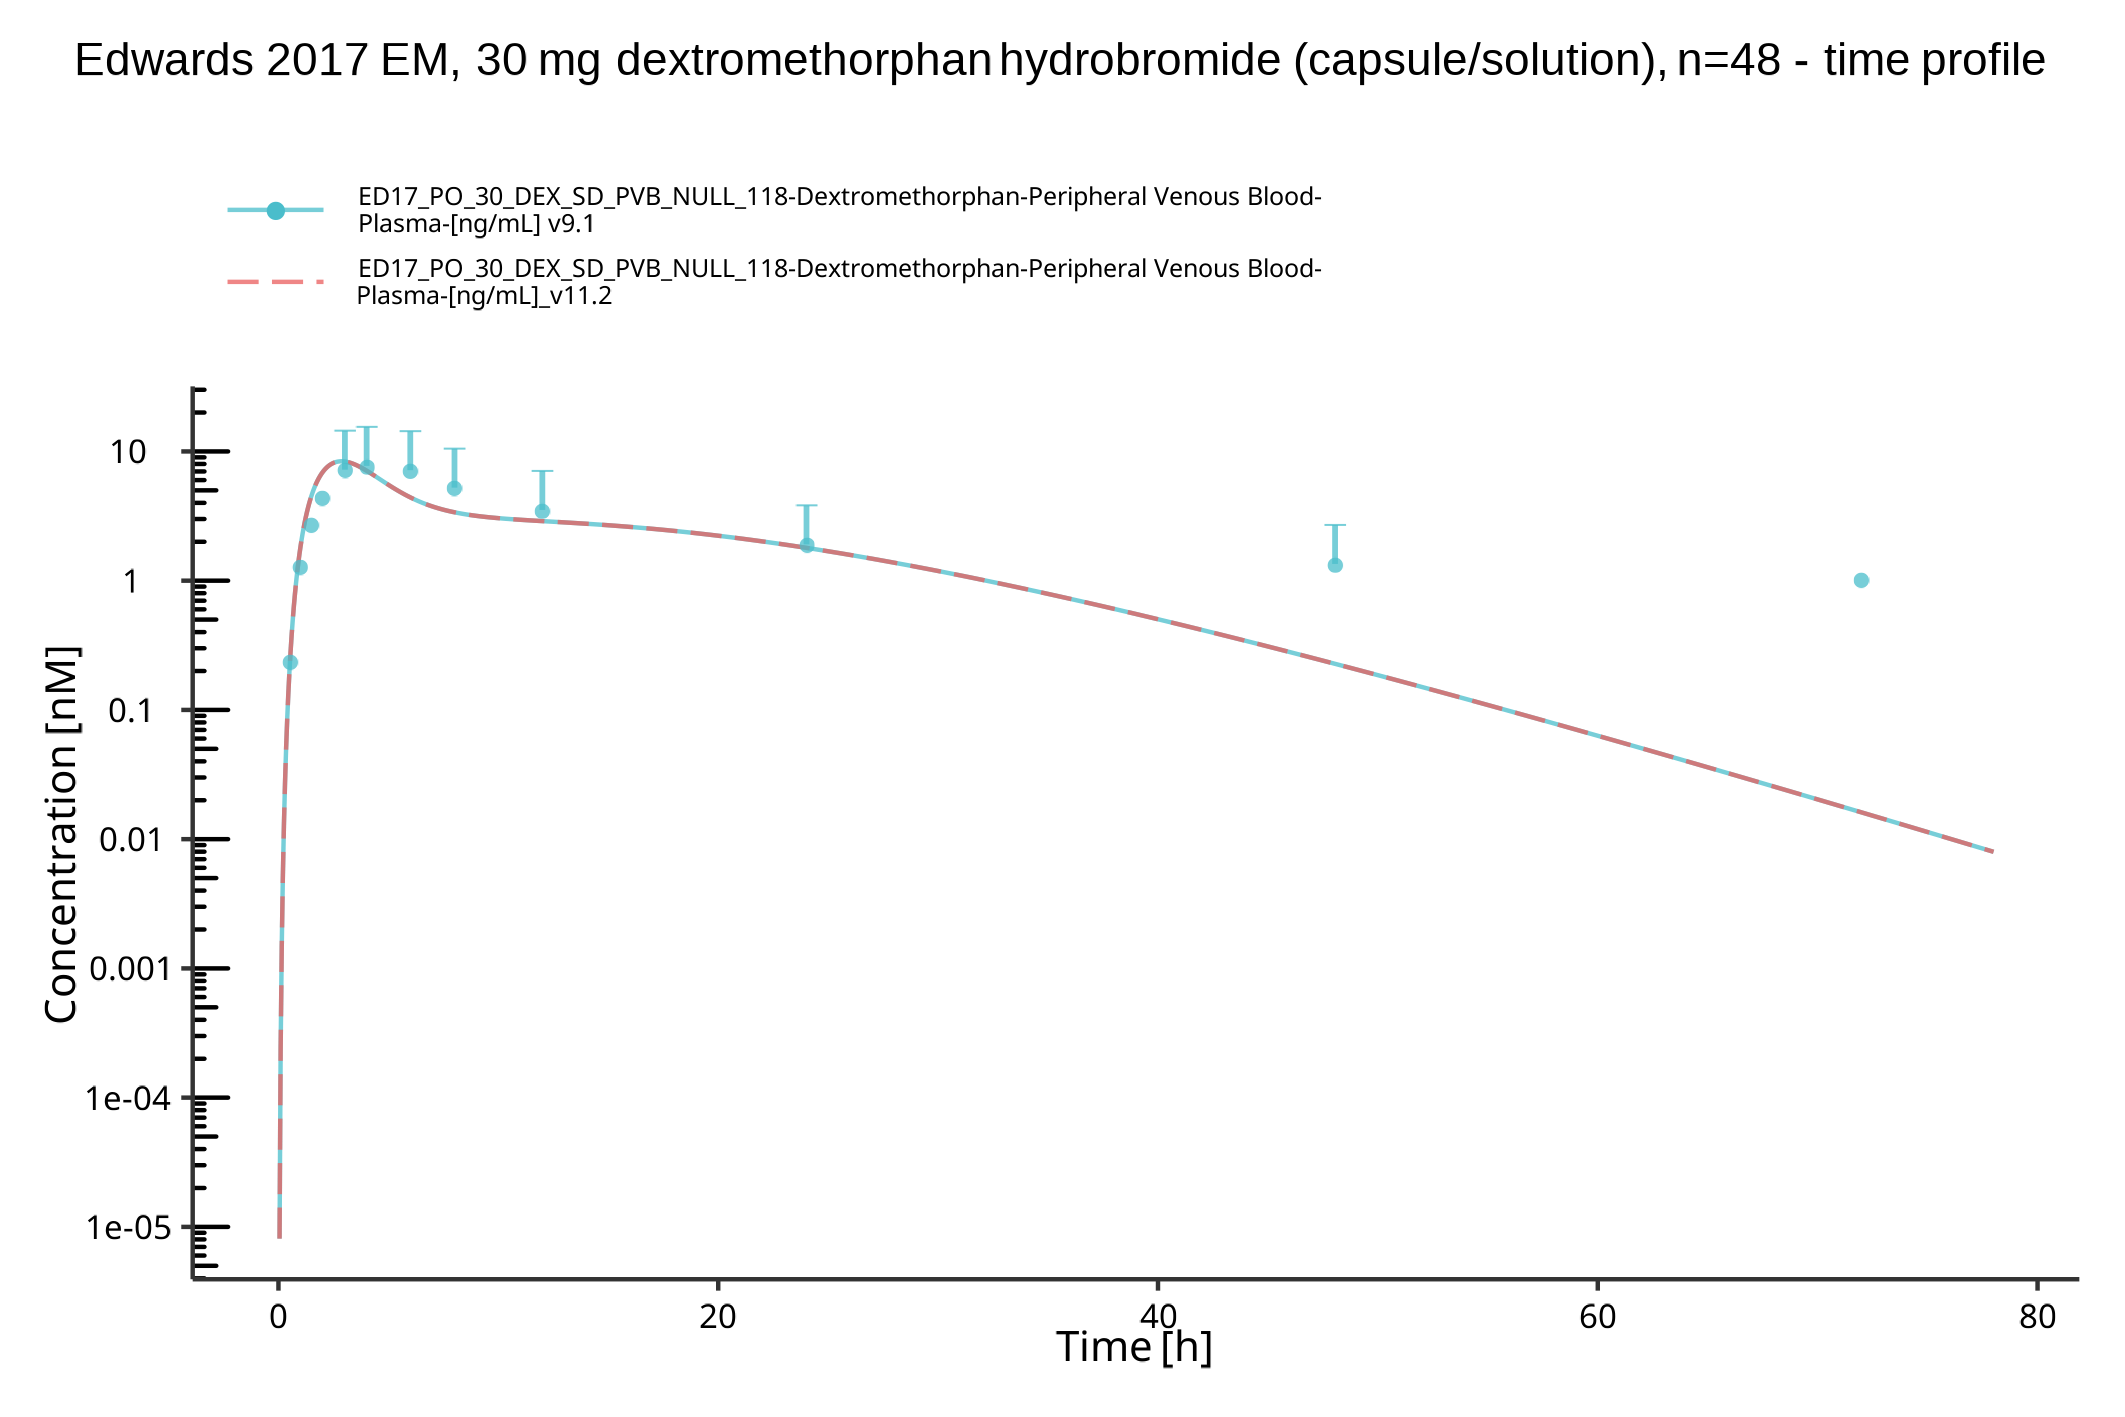 Edwards 2017 EM, 30 mg dextromethorphan hydrobromide (capsule/solution), n=48 - time profile
ED17_PO_30_DEX_SD_PVB_NULL_118-Dextromethorphan-Peripheral Venous Blood-
Plasma-[ng/mL] v9.1
ED17_PO_30_DEX_SD_PVB_NULL_118-Dextromethorphan-Peripheral Venous Blood-
Plasma-[ng/mL]_v11.2
Concentration [nM]
10
1
0.1
0.01
0.001
1e-04
1e-05
0 20 40 60 80
Time [h]